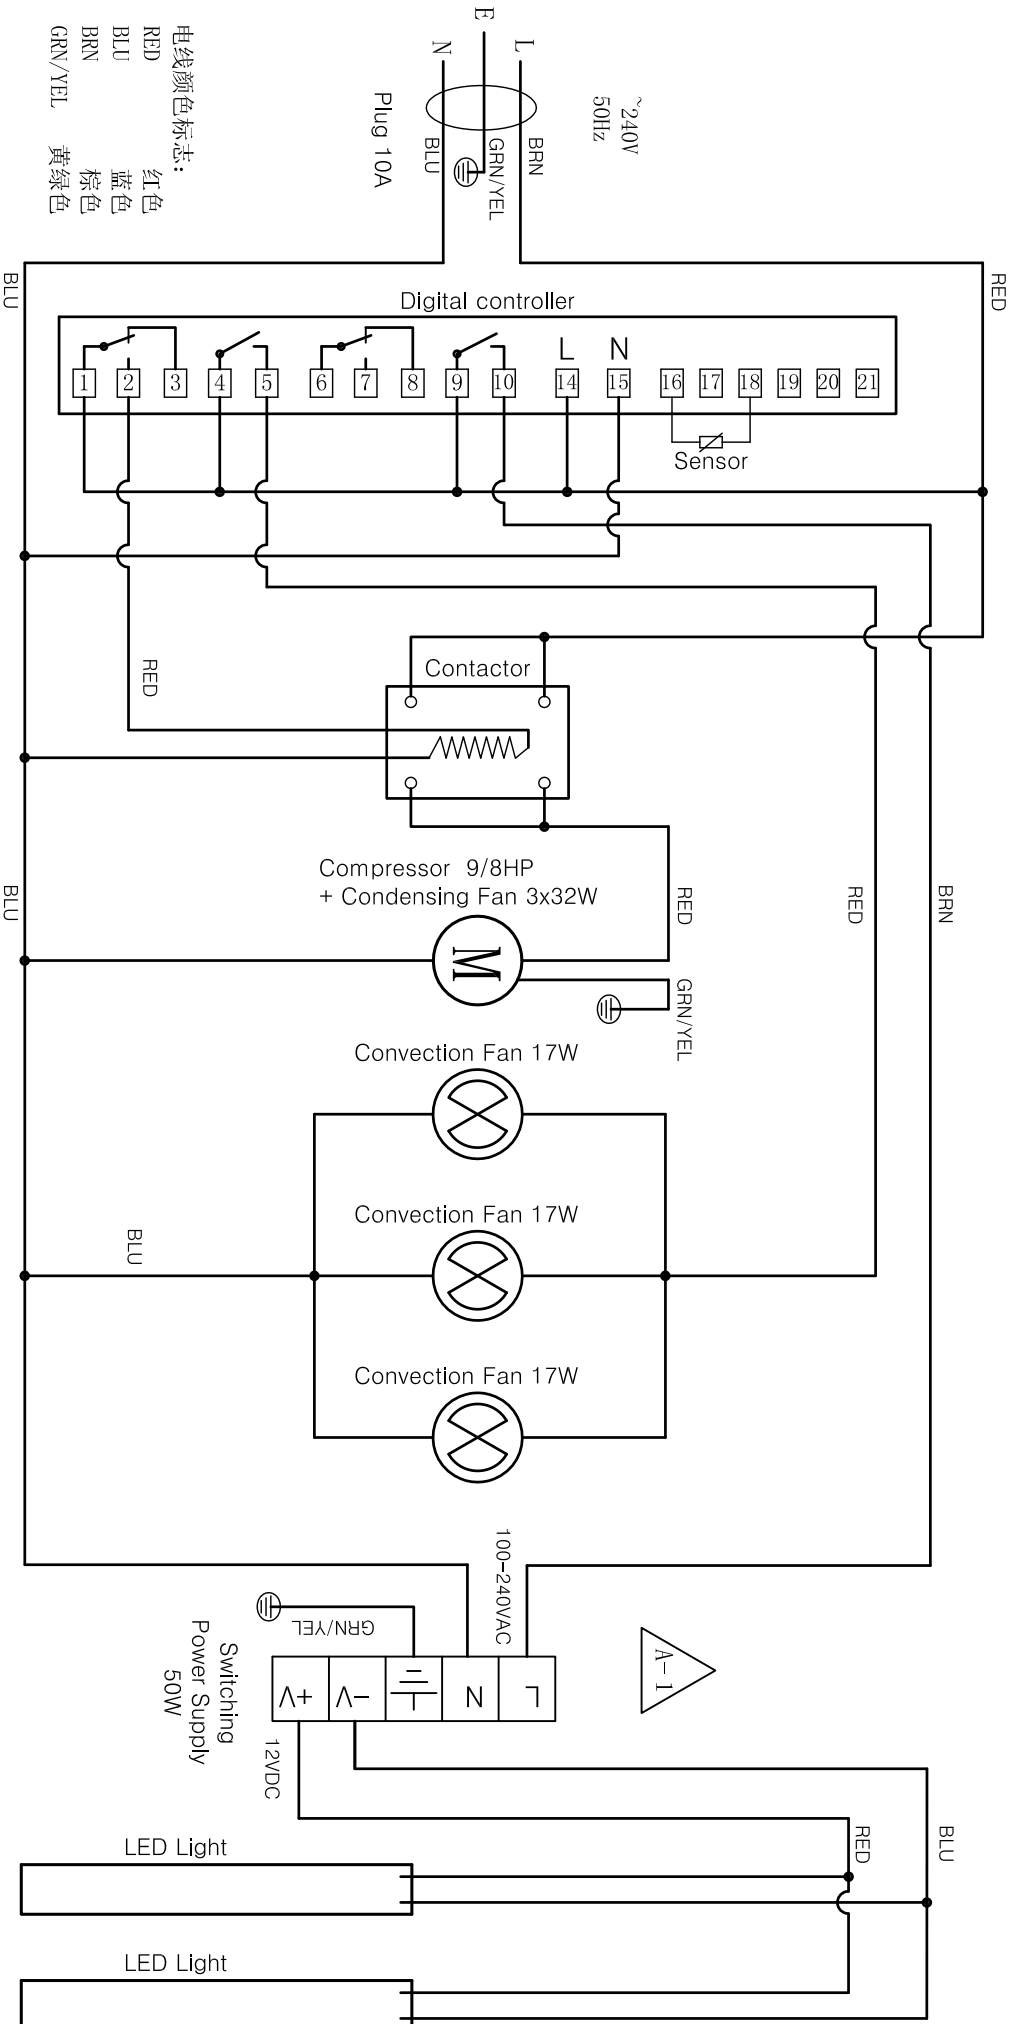 ~240V
50Hz
L
E
N
BRN
GRN/YEL
BLU
Plug 10A
电线颜色标志:
RED 红色
BLU 蓝色
BRN 棕色
GRN/YEL 黄绿色
RED
BLU
Digital controller
L N
1 2 3 4 5 6 7 8 9 10 14 15 16 17 18 19 20 21
Sensor
RED
Contactor
Compressor 9/8HP
+ Condensing Fan 3x32W
M
RED
GRN/YEL
RED
BRN
BLU
Convection Fan 17W
Convection Fan 17W
BLU
Convection Fan 17W
100-240VAC
GRN/YEL
A-1
Switching
Power Supply
50W
+V -V N L
12VDC
RED
BLU
LED Light
LED Light